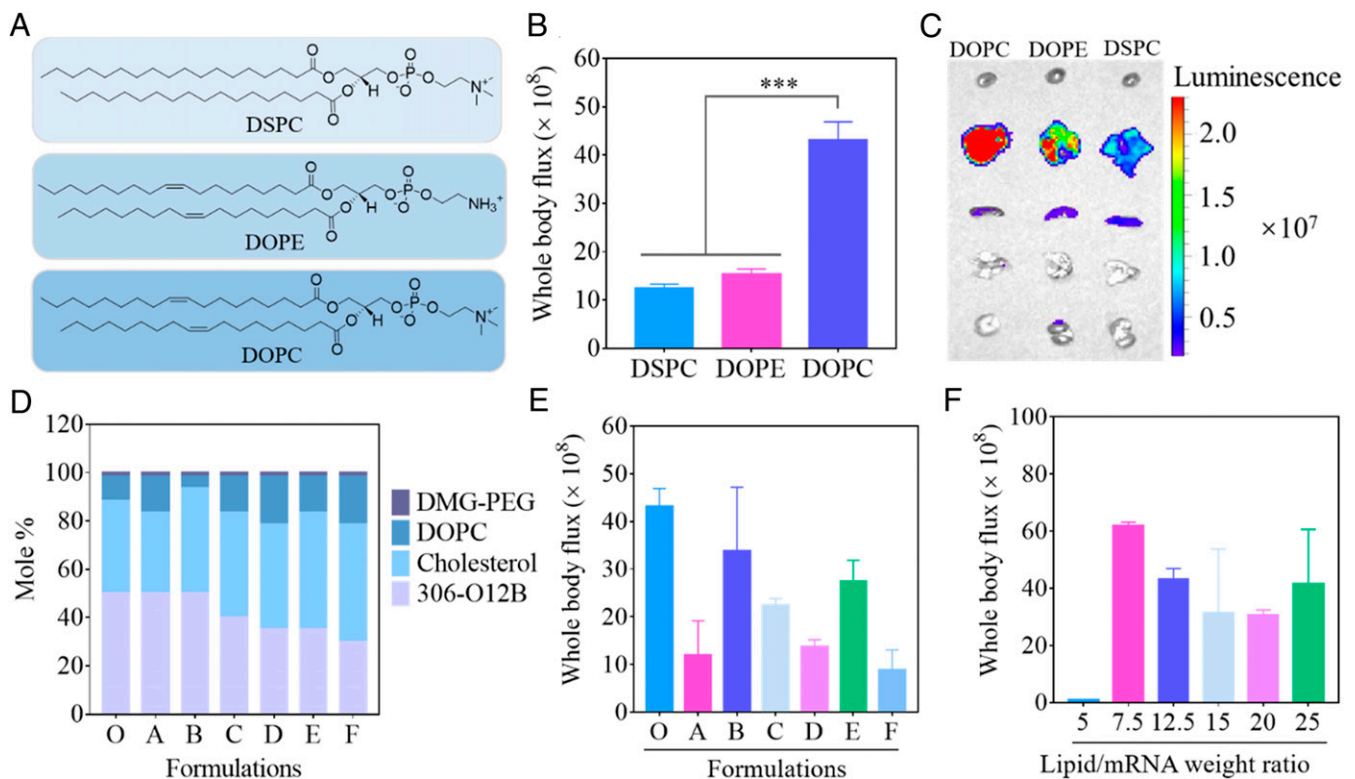 A
DSPC
DOPE
DOPC
B
Whole body flux (× 10⁸)
60
50
40
30
20
10
0
***
DSPC DOPE DOPC
C
DOPC DOPE DSPC
Luminescence
2.0
1.5
1.0
0.5
×10⁷
D
Mole %
120
100
80
60
40
20
0
O A B C D E F
Formulations
DMG-PEG
DOPC
Cholesterol
306-O12B
E
Whole body flux (× 10⁸)
60
50
40
30
20
10
0
O A B C D E F
Formulations
F
Whole body flux (× 10⁸)
100
80
60
40
20
0
5 7.5 12.5 15 20 25
Lipid/mRNA weight ratio